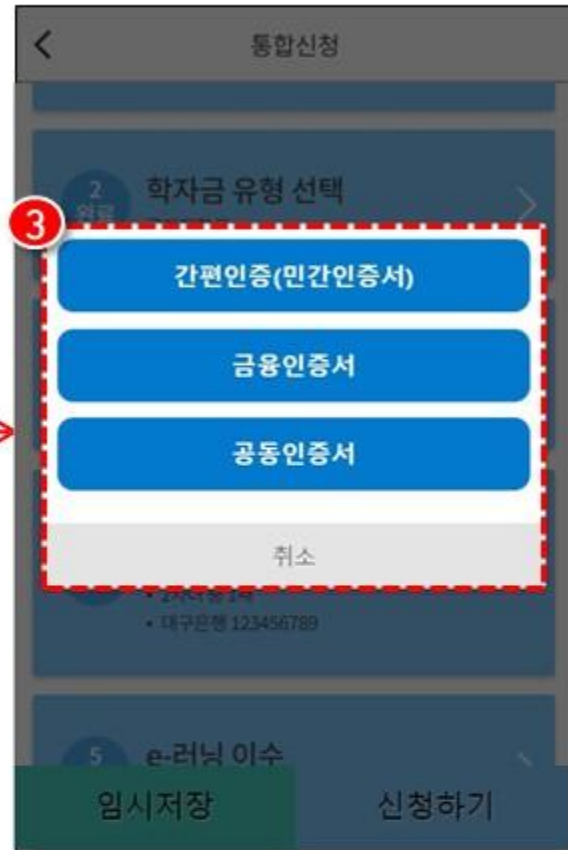 통합신청
2
완료
학자금 유형 선택
3
간편인증(민간인증서)
금융인증서
공동인증서
취소
• 대구은행 123456789
5
e-러닝 이수
임시저장
신청하기